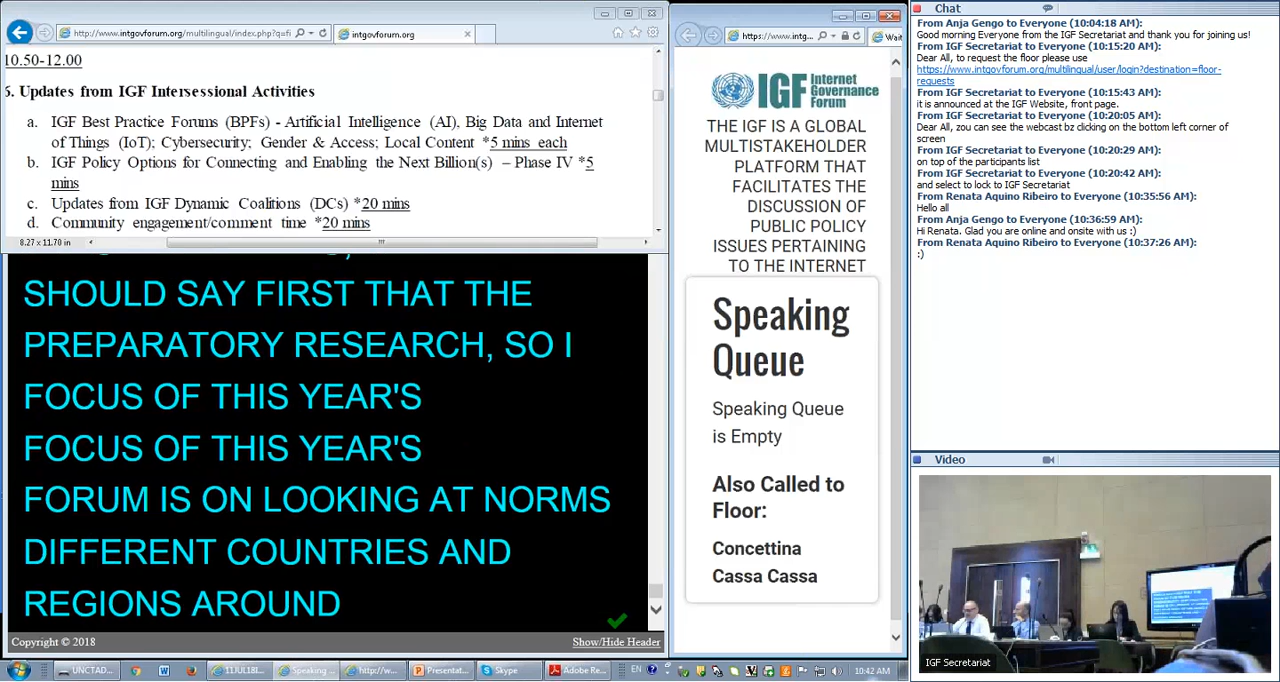 http://www.intgovforum.org/multilingual/index.php?q=fi
intgovforum.org
10.50-12.00
6. Updates from IGF Intersessional Activities
a. IGF Best Practice Forums (BPFs) - Artificial Intelligence (AI), Big Data and Internet
of Things (IoT); Cybersecurity; Gender & Access; Local Content *5 mins each
b. IGF Policy Options for Connecting and Enabling the Next Billion(s) – Phase IV *5
mins
c. Updates from IGF Dynamic Coalitions (DCs) *20 mins
d. Community engagement/comment time *20 mins
8.27 x 11.70 in
SHOULD SAY FIRST THAT THE
PREPARATORY RESEARCH, SO I
FOCUS OF THIS YEAR'S
FOCUS OF THIS YEAR'S
FORUM IS ON LOOKING AT NORMS
DIFFERENT COUNTRIES AND
REGIONS AROUND
Copyright © 2018
Show/Hide Header
https://www.intg...
Wait
IGF Internet
Governance
Forum
THE IGF IS A GLOBAL
MULTISTAKEHOLDER
PLATFORM THAT
FACILITATES THE
DISCUSSION OF
PUBLIC POLICY
ISSUES PERTAINING
TO THE INTERNET
Speaking
Queue
Speaking Queue
is Empty
Also Called to
Floor:
Concettina
Cassa Cassa
Chat
From Anja Gengo to Everyone (10:04:18 AM):
Good morning Everyone from the IGF Secretariat and thank you for joining us!
From IGF Secretariat to Everyone (10:15:20 AM):
Dear All, to request the floor please use
https://www.intgovforum.org/multilingual/user/login?destination=floor-
requests
From IGF Secretariat to Everyone (10:15:43 AM):
it is announced at the IGF Website, front page.
From IGF Secretariat to Everyone (10:20:05 AM):
Dear All, zou can see the webcast bz clicking on the bottom left corner of
screen
From IGF Secretariat to Everyone (10:20:29 AM):
on top of the participants list
From IGF Secretariat to Everyone (10:20:42 AM):
and select to lock to IGF Secretariat
From Renata Aquino Ribeiro to Everyone (10:35:56 AM):
Hello all
From Anja Gengo to Everyone (10:36:59 AM):
Hi Renata. Glad you are online and onsite with us :)
From Renata Aquino Ribeiro to Everyone (10:37:26 AM):
:)
Video
IGF Secretariat
UNCTAD...
11JUL18I...
Speaking ...
http://w...
Presentat...
Skype
Adobe Re...
EN
10:42 AM